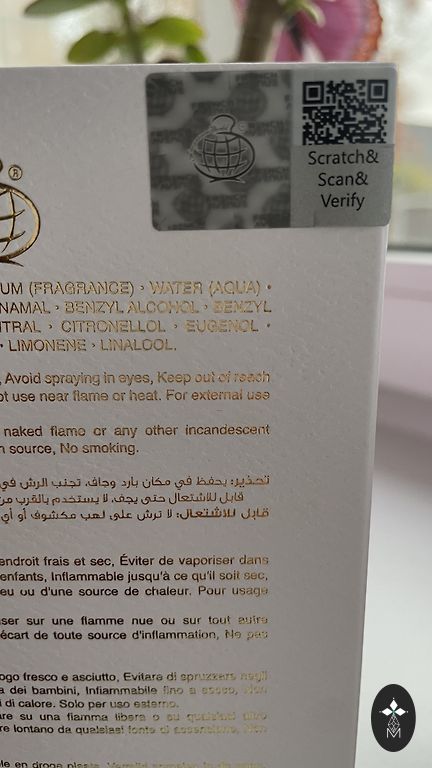 Scratch&
Scan&
Verify
®
UM (FRAGRANCE) · WATER (AQUA) ·
NAMAL · BENZYL ALCOHOL · BENZYL
ITRAL · CITRONELLOL · EUGENOL ·
· LIMONENE · LINALOOL.
, Avoid spraying in eyes, Keep out of reach
ot use near flame or heat. For external use
naked flame or any other incandescent
n source, No smoking.
تحذير: يحفظ في مكان بارد وجاف، تجنب الرش في
قابل للاشتعال حتى يجف، لا يستخدم بالقرب من
قابل للاشتعال: لا ترش على لهب مكشوف أو أي
endroit frais et sec, Éviter de vaporiser dans
enfants, Inflammable jusqu'à ce qu'il soit sec,
eu ou d'une source de chaleur. Pour usage
iser sur une flamme nue ou sur tout autre
écart de toute source d'inflammation, Ne pas
ogo fresco e asciutto, Evitare di spruzzare negli
a dei bambini, Infiammabile fino a secco, Non
i di calore. Solo per uso esterno.
are su una fiamma libera o su qualsiasi altro
re lontano da qualsiasi fonte di accensione, Non
le en droge plaats, Vermijd